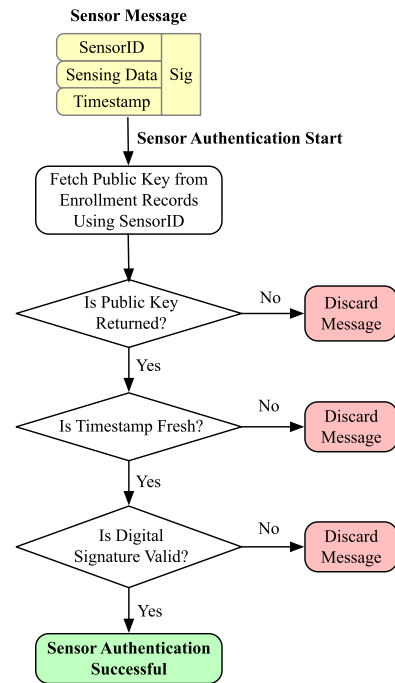 Sensor Message
SensorID
Sensing Data
Sig
Timestamp
Sensor Authentication Start
Fetch Public Key from
Enrollment Records
Using SensorID
Is Public Key
Returned?
No
Discard
Message
Yes
Is Timestamp Fresh?
No
Discard
Message
Yes
Is Digital
Signature Valid?
No
Discard
Message
Yes
Sensor Authentication
Successful